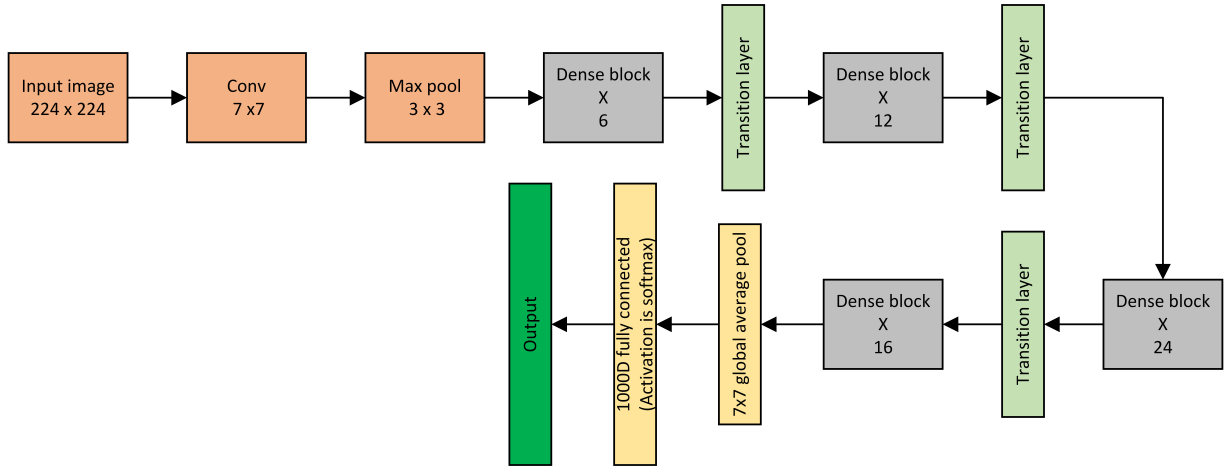 Input image
224 x 224
Conv
7 x7
Max pool
3 x 3
Dense block
X
6
Transition layer
Dense block
X
12
Transition layer
Dense block
X
24
Transition layer
Dense block
X
16
7x7 global average pool
1000D fully connected
(Activation is softmax)
Output